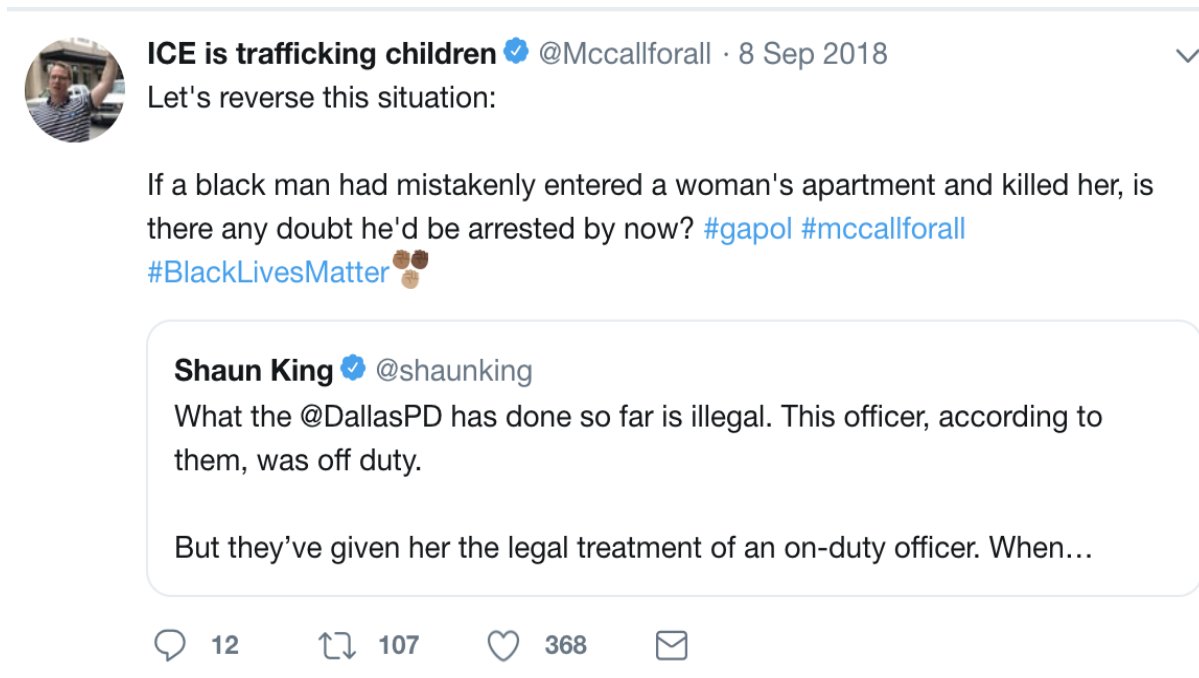 ICE is trafficking children @Mccallforall · 8 Sep 2018
Let's reverse this situation:
If a black man had mistakenly entered a woman's apartment and killed her, is
there any doubt he'd be arrested by now? #gapol #mccallforall
#BlackLivesMatter
Shaun King @shaunking
What the @DallasPD has done so far is illegal. This officer, according to
them, was off duty.
But they’ve given her the legal treatment of an on-duty officer. When…
12 107 368